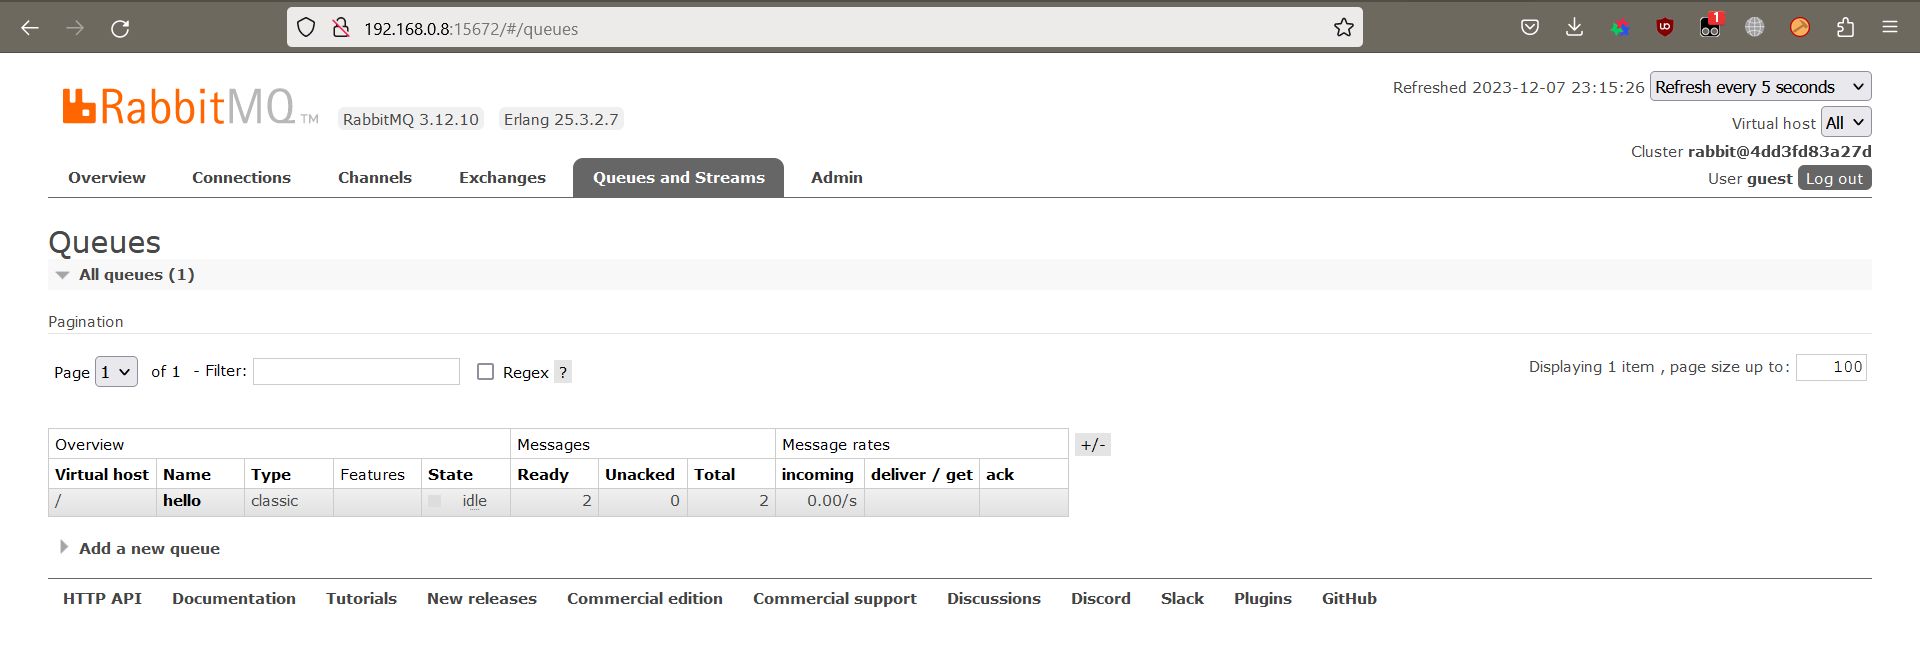 192.168.0.8:15672/#/queues
1
RabbitMQ TM RabbitMQ 3.12.10 Erlang 25.3.2.7
Refreshed 2023-12-07 23:15:26 Refresh every 5 seconds
Virtual host All
Cluster rabbit@4dd3fd83a27d
User guest Log out
Overview Connections Channels Exchanges Queues and Streams Admin
Queues
All queues (1)
Pagination
Page 1 of 1 - Filter: Regex ?
Displaying 1 item , page size up to: 100
Overview Messages Message rates +/-
Virtual host Name Type Features State Ready Unacked Total incoming deliver / get ack
/ hello classic idle 2 0 2 0.00/s
Add a new queue
HTTP API Documentation Tutorials New releases Commercial edition Commercial support Discussions Discord Slack Plugins GitHub